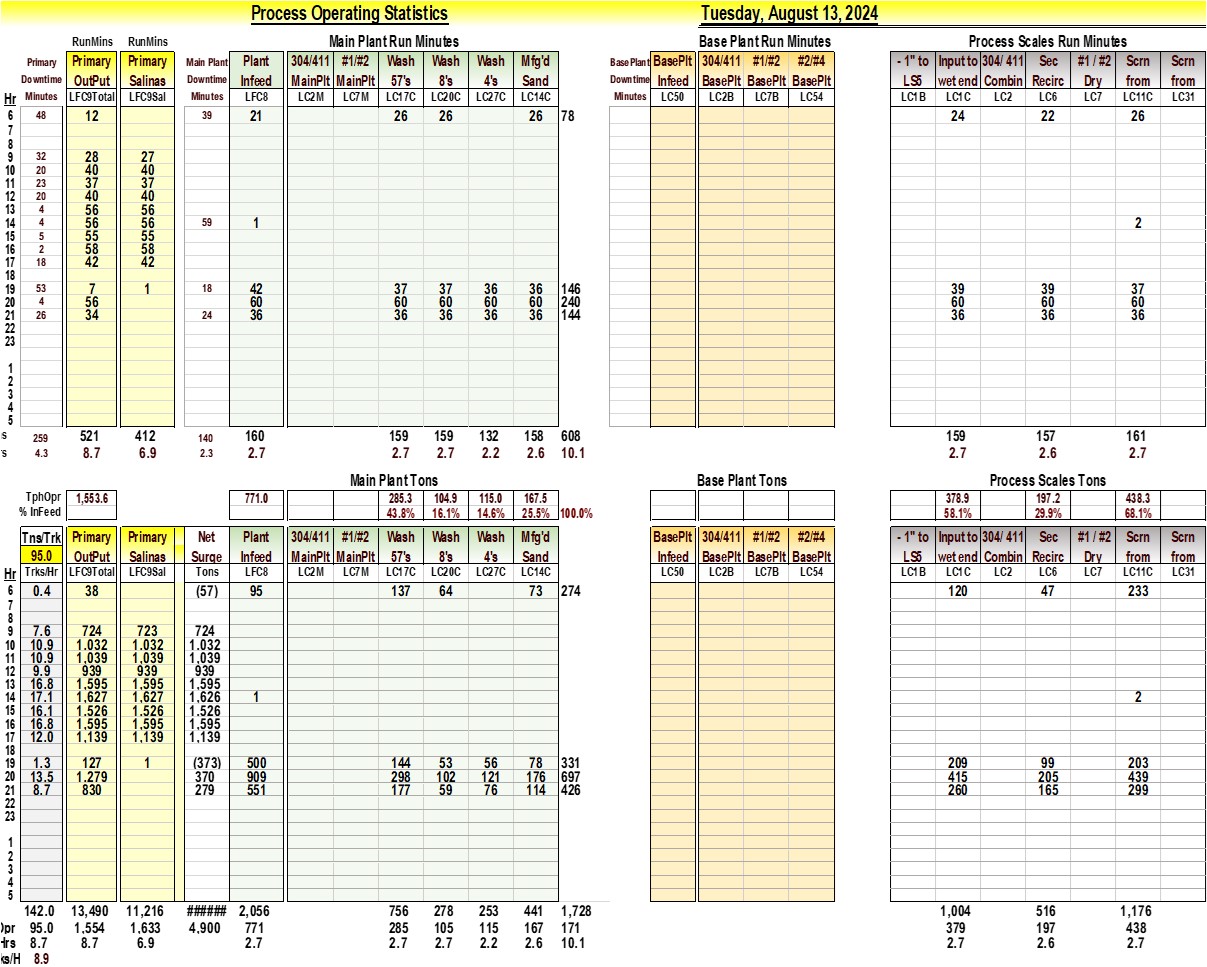 Process Operating Statistics Tuesday, August 13, 2024
RunMins RunMins Main Plant Run Minutes Base Plant Run Minutes Process Scales Run Minutes
Primary Primary Primary Main Plant Plant 304/411 #1/#2 Wash Wash Wash Mfg'd BasePlant BasePlt 304/411 #1/#2 #2/#4 - 1" to Input to 304/ 411 Sec #1 / #2 Scrn Scrn
Downtime OutPut Salinas Downtime Infeed MainPlt MainPlt 57's 8's 4's Sand Downtime Infeed BasePlt BasePlt BasePlt LS5 wet end Combin Recirc Dry from from
Hr Minutes LFC9Total LFC9Sal Minutes LFC8 LC2M LC7M LC17C LC20C LC27C LC14C Minutes LC50 LC2B LC7B LC54 LC1B LC1C LC2 LC6 LC7 LC11C LC31
6 48 12 39 21 26 26 26 78 24 22 26
7
8
9 32 28 27
10 20 40 40
11 23 37 37
12 20 40 40
13 4 56 56
14 4 56 56 59 1 2
15 5 55 55
16 2 58 58
17 18 42 42
18
19 53 7 1 18 42 37 37 36 36 146 39 39 37
20 4 56 60 60 60 60 60 240 60 60 60
21 26 34 24 36 36 36 36 36 144 36 36 36
22
23
1
2
3
4
5
s 259 521 412 140 160 159 159 132 158 608 159 157 161
s 4.3 8.7 6.9 2.3 2.7 2.7 2.7 2.2 2.6 10.1 2.7 2.6 2.7
Main Plant Tons Base Plant Tons Process Scales Tons
TphOpr 1,553.6 771.0 285.3 104.9 115.0 167.5 378.9 197.2 438.3
% InFeed 43.8% 16.1% 14.6% 25.5% 100.0% 58.1% 29.9% 68.1%
Tns/Trk Primary Primary Net Plant 304/411 #1/#2 Wash Wash Wash Mfg'd BasePlt 304/411 #1/#2 #2/#4 - 1" to Input to 304/ 411 Sec #1 / #2 Scrn Scrn
95.0 OutPut Salinas Surge Infeed MainPlt MainPlt 57's 8's 4's Sand Infeed BasePlt BasePlt BasePlt LS5 wet end Combin Recirc Dry from from
Hr Trks/Hr LFC9Total LFC9Sal Tons LFC8 LC2M LC7M LC17C LC20C LC27C LC14C LC50 LC2B LC7B LC54 LC1B LC1C LC2 LC6 LC7 LC11C LC31
6 0.4 38 (57) 95 137 64 73 274 120 47 233
7
8
9 7.6 724 723 724
10 10.9 1,032 1,032 1,032
11 10.9 1,039 1,039 1,039
12 9.9 939 939 939
13 16.8 1,595 1,595 1,595
14 17.1 1,627 1,627 1,626 1 2
15 16.1 1,526 1,526 1,526
16 16.8 1,595 1,595 1,595
17 12.0 1,139 1,139 1,139
18
19 1.3 127 1 (373) 500 144 53 56 78 331 209 99 203
20 13.5 1,279 370 909 298 102 121 176 697 415 205 439
21 8.7 830 279 551 177 59 76 114 426 260 165 299
22
23
1
2
3
4
5
142.0 13,490 11,216 ###### 2,056 756 278 253 441 1,728 1,004 516 1,176
Opr 95.0 1,554 1,633 4,900 771 285 105 115 167 171 379 197 438
Hrs 8.7 8.7 6.9 2.7 2.7 2.7 2.2 2.6 10.1 2.7 2.6 2.7
ks/H 8.9